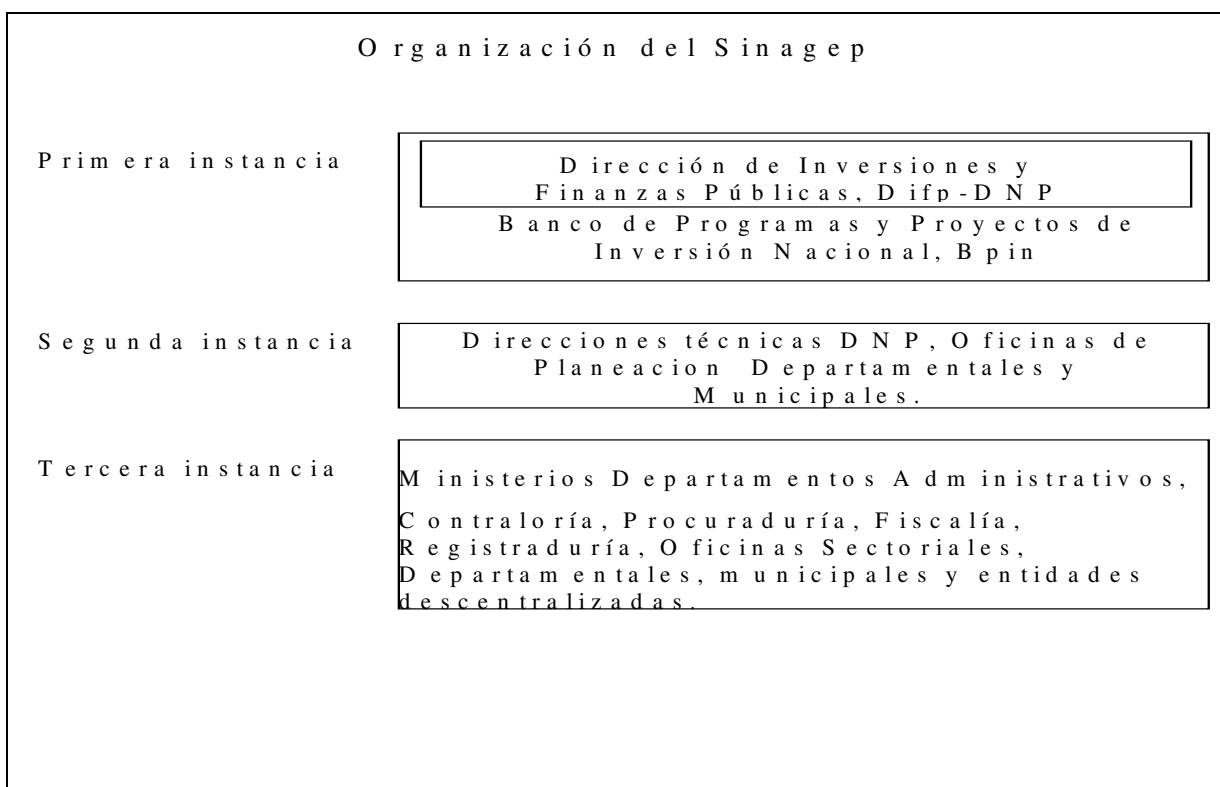 Organización del Sinagep
Primera instancia
Dirección de Inversiones y
Finanzas Públicas, Difp-DNP
Banco de Programas y Proyectos de
Inversión Nacional, Bpin
Segunda instancia
Direcciones técnicas DNP, Oficinas de
Planeacion Departamentales y
Municipales.
Tercera instancia
Ministerios Departamentos Administrativos,
Contraloría, Procuraduría, Fiscalía,
Registraduría, Oficinas Sectoriales,
Departamentales, municipales y entidades
descentralizadas.